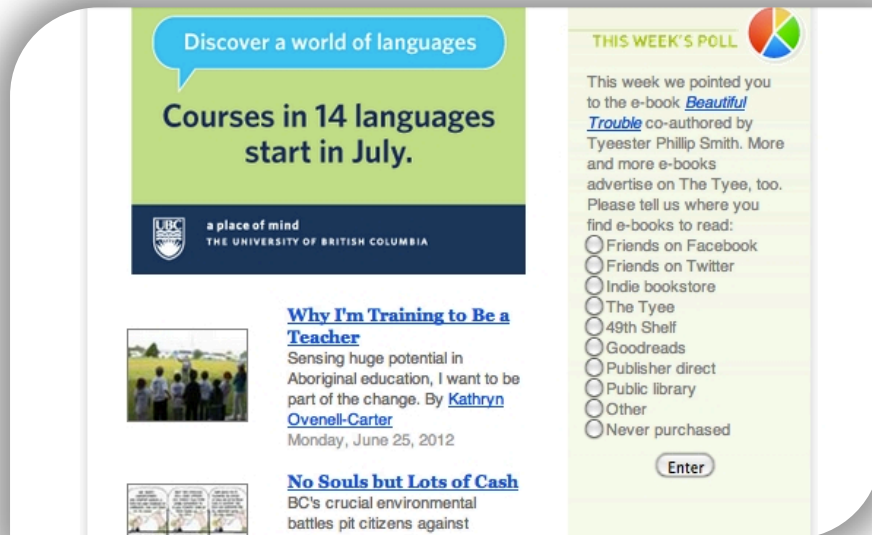 Discover a world of languages
Courses in 14 languages
start in July.
UBC
a place of mind
THE UNIVERSITY OF BRITISH COLUMBIA
Why I'm Training to Be a
Teacher
Sensing huge potential in
Aboriginal education, I want to be
part of the change. By Kathryn
Ovenell-Carter
Monday, June 25, 2012
No Souls but Lots of Cash
BC's crucial environmental
battles pit citizens against
THIS WEEK'S POLL
This week we pointed you
to the e-book Beautiful
Trouble co-authored by
Tyeester Phillip Smith. More
and more e-books
advertise on The Tyee, too.
Please tell us where you
find e-books to read:
Friends on Facebook
Friends on Twitter
Indie bookstore
The Tyee
49th Shelf
Goodreads
Publisher direct
Public library
Other
Never purchased
Enter